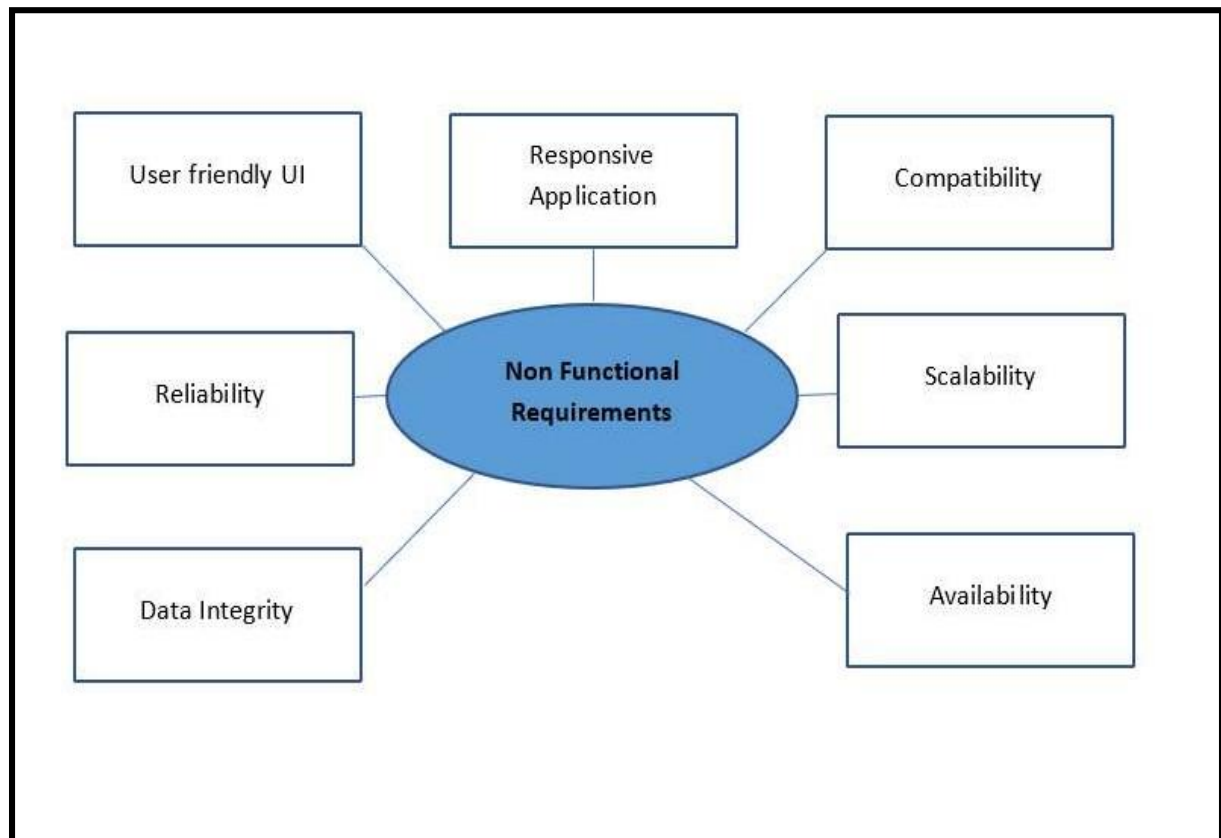 User friendly UI
Responsive
Application
Compatibility
Non Functional
Requirements
Reliability
Scalability
Data Integrity
Availability